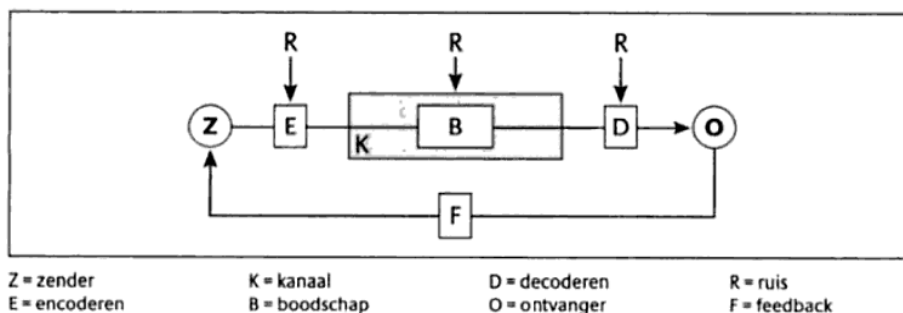 R R R
Z E K B D O
F
Z = zender K = kanaal D = decoderen R = ruis
E = encoderen B = boodschap O = ontvanger F = feedback